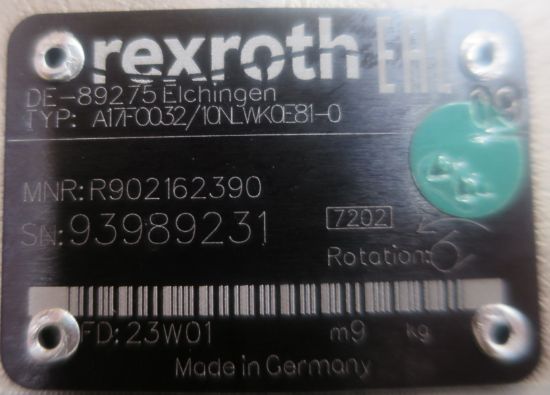 rexroth EAC
DE-89275 Elchingen
TYP: A17FO032/10NLWK0E81-0
MNR: R902162390
SN: 93989231 7202
Rotation:
FD: 23W01 m9 kg
Made in Germany